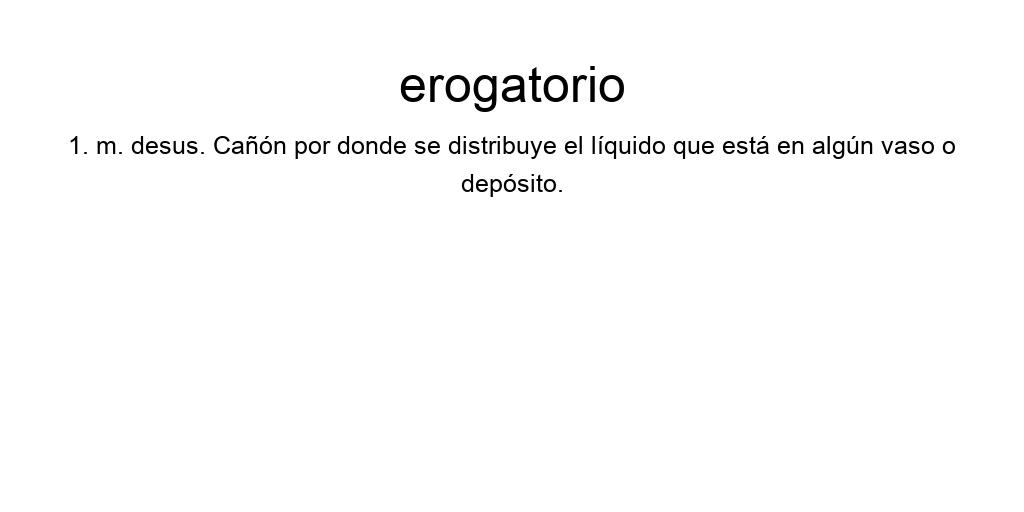 erogatorio
1. m. desus. Cañón por donde se distribuye el líquido que está en algún vaso o
depósito.